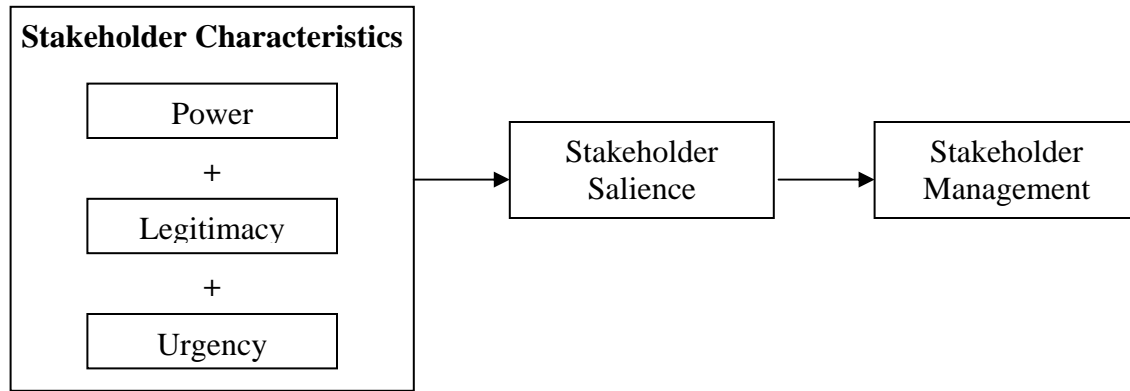 Stakeholder Characteristics
Power
+
Legitimacy
+
Urgency
Stakeholder
Salience
Stakeholder
Management